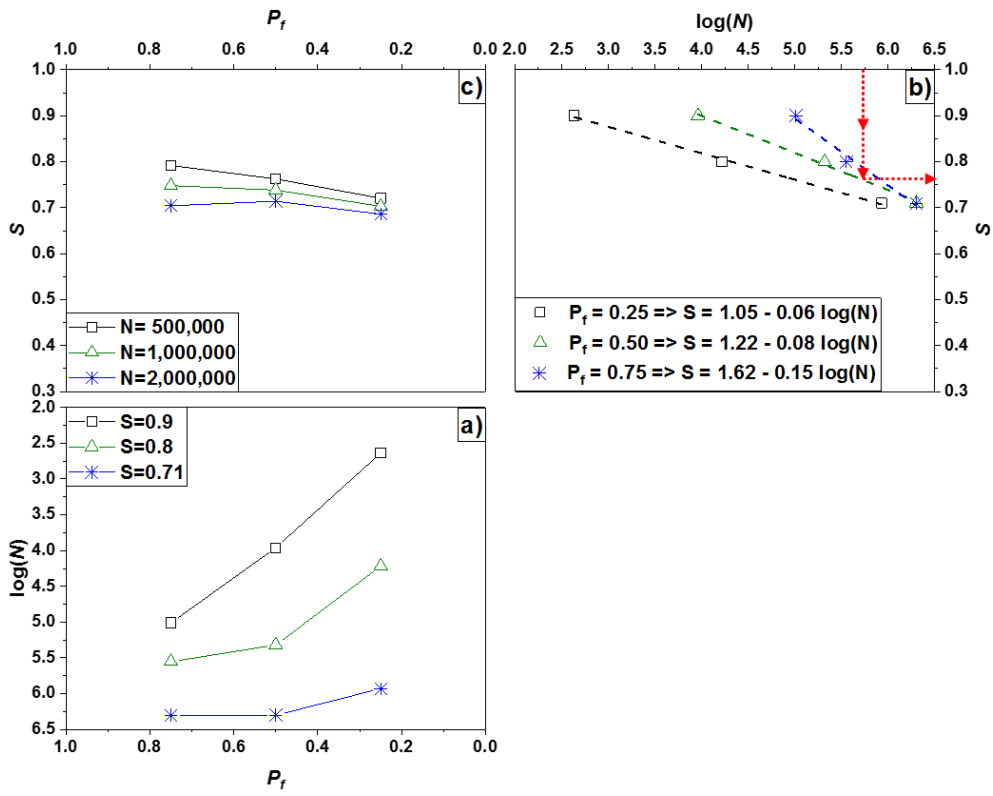 P_f
1.0 0.8 0.6 0.4 0.2 0.0
1.0
0.9
0.8
0.7
0.6
0.5
0.4
0.3
S
c)
N= 500,000
N=1,000,000
N=2,000,000
log(N)
2.0 2.5 3.0 3.5 4.0 4.5 5.0 5.5 6.0 6.5
b)
P_f = 0.25 => S = 1.05 - 0.06 log(N)
P_f = 0.50 => S = 1.22 - 0.08 log(N)
P_f = 0.75 => S = 1.62 - 0.15 log(N)
1.0
0.9
0.8
0.7
0.6
0.5
0.4
0.3
S
2.0
2.5
3.0
3.5
4.0
4.5
5.0
5.5
6.0
6.5
log(N)
S=0.9
S=0.8
S=0.71
a)
1.0 0.8 0.6 0.4 0.2 0.0
P_f